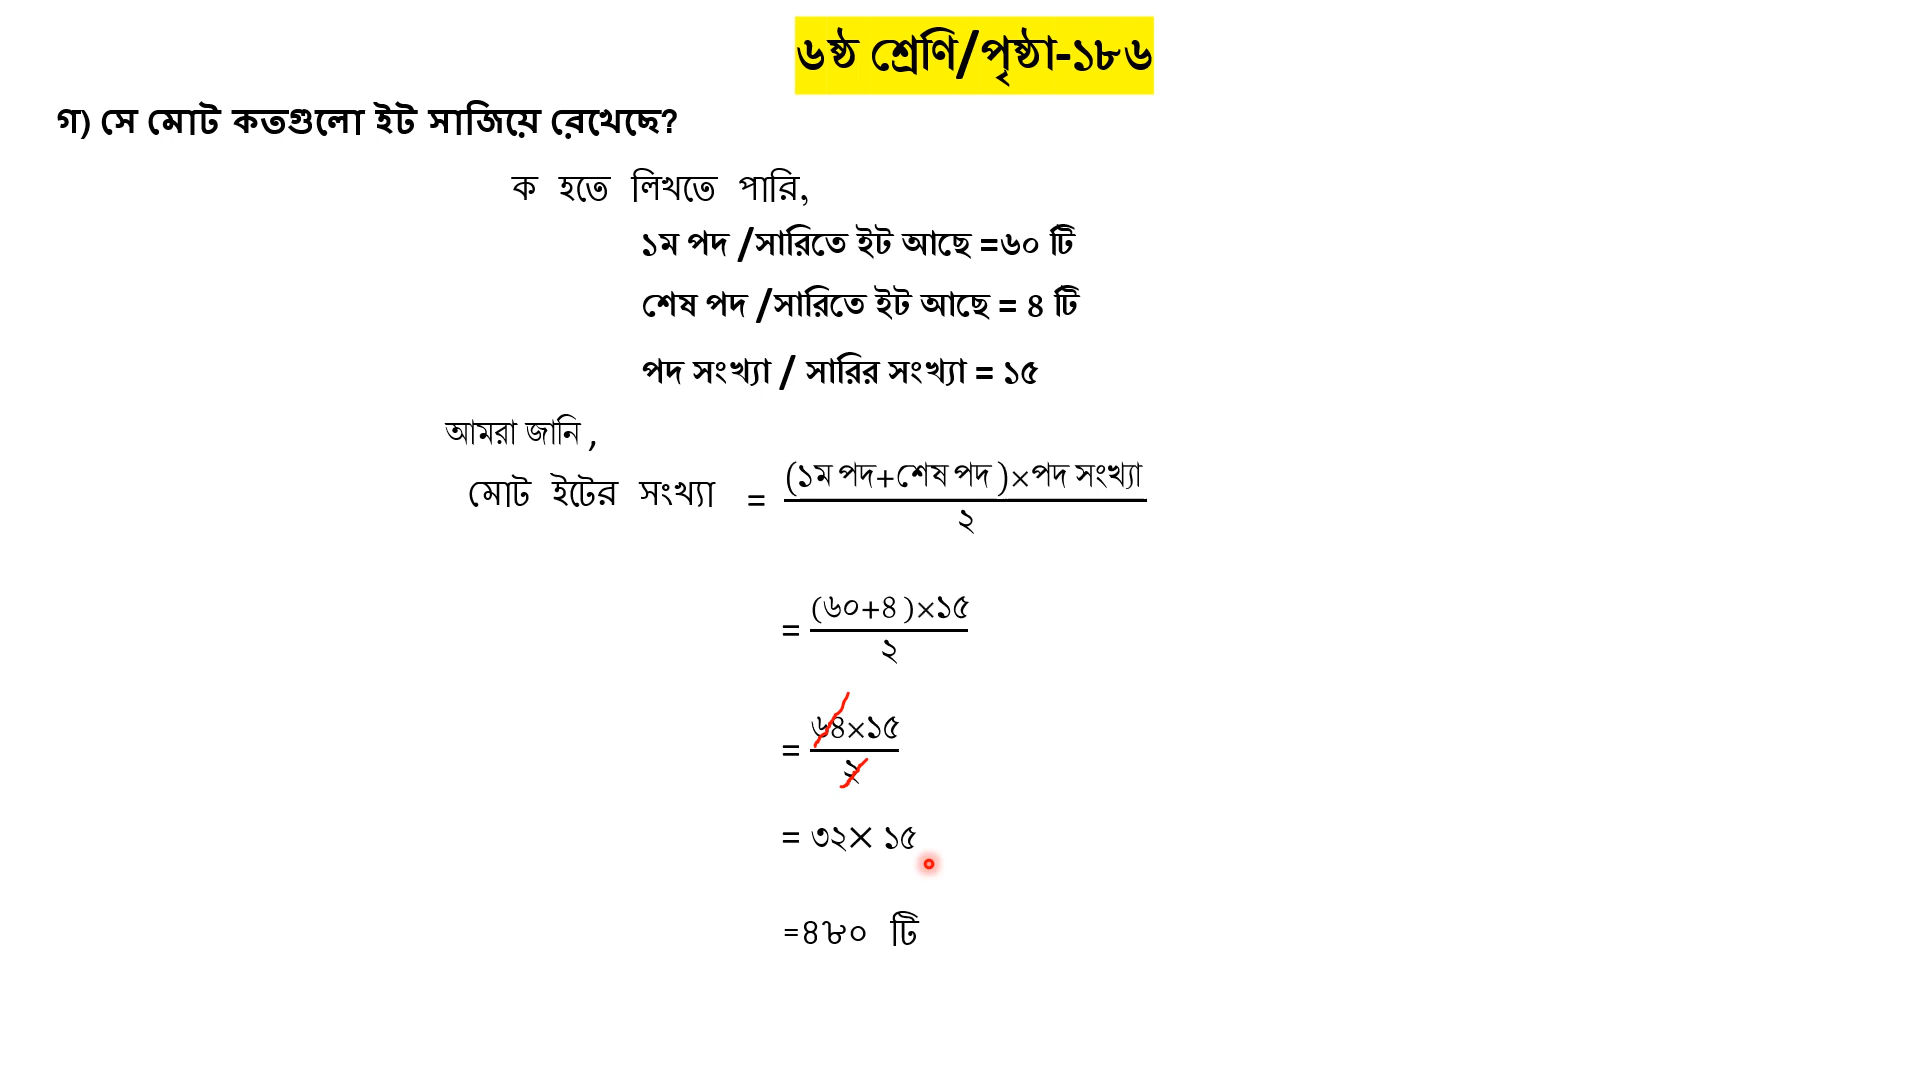 ৬ষ্ঠ শ্রেণি/পৃষ্ঠা-১৮৬
গ) সে মোট কতগুলো ইট সাজিয়ে রেখেছে?
ক হতে লিখতে পারি,
১ম পদ /সারিতে ইট আছে =৬০ টি
শেষ পদ /সারিতে ইট আছে = ৪ টি
পদ সংখ্যা / সারির সংখ্যা = ১৫
আমরা জানি ,
মোট ইটের সংখ্যা = (১ম পদ+শেষ পদ )×পদ সংখ্যা
২
= (৬০+৪ )×১৫
২
= ৬৪×১৫
২
= ৩২× ১৫
=৪৮০ টি